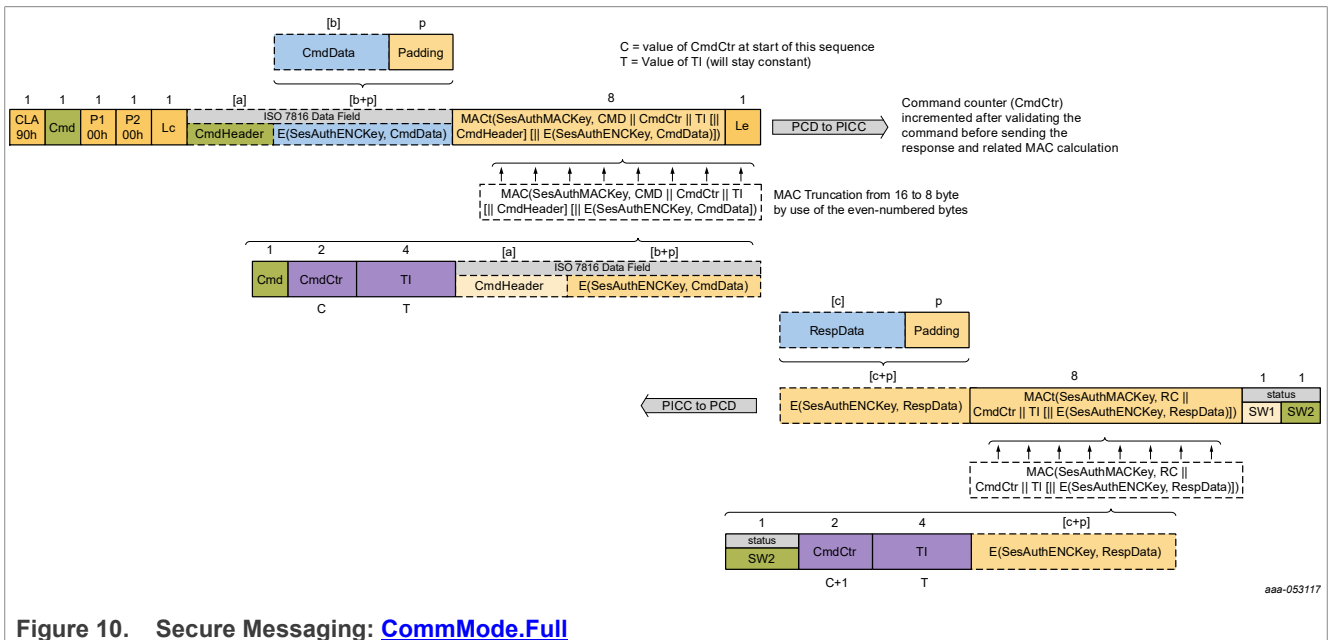 [b] p
CmdData Padding
C = value of CmdCtr at start of this sequence
T = Value of TI (will stay constant)
1 1 1 1 1 [a] [b+p] 8 1
CLA 90h Cmd P1 00h P2 00h Lc
ISO 7816 Data Field
CmdHeader E(SesAuthENCKey, CmdData)
MACt(SesAuthMACKey, CMD || CmdCtr || TI [||
CmdHeader] [|| E(SesAuthENCKey, CmdData)])
Le
PCD to PICC
Command counter (CmdCtr)
incremented after validating the
command before sending the
response and related MAC calculation
MAC(SesAuthMACKey, CMD || CmdCtr || TI
[|| CmdHeader] [|| E(SesAuthENCKey, CmdData])
MAC Truncation from 16 to 8 byte
by use of the even-numbered bytes
1 2 4 [a] [b+p]
ISO 7816 Data Field
Cmd CmdCtr TI CmdHeader E(SesAuthENCKey, CmdData)
C T
[c] p
RespData Padding
[c+p] 8 1 1
PICC to PCD
E(SesAuthENCKey, RespData)
MACt(SesAuthMACKey, RC ||
CmdCtr || TI [|| E(SesAuthENCKey, RespData)])
status
SW1 SW2
MAC(SesAuthMACKey, RC ||
CmdCtr || TI [|| E(SesAuthENCKey, RespData)])
1 2 4 [c+p]
status
SW2 CmdCtr TI E(SesAuthENCKey, RespData)
C+1 T
aaa-053117
Figure 10. Secure Messaging: CommMode.Full